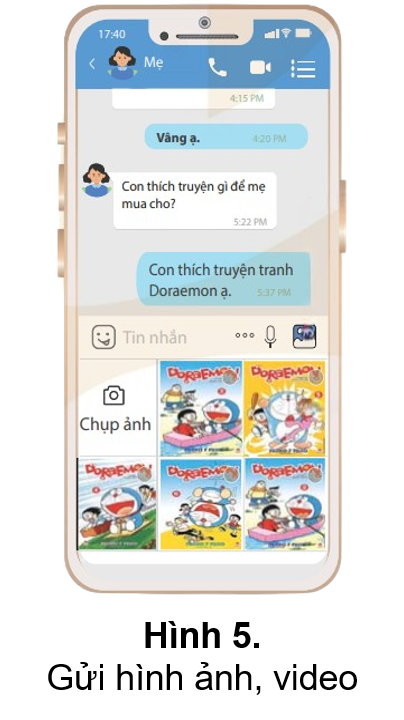 17:40
Mẹ
4:15 PM
Vâng ạ.
4:20 PM
Con thích truyện gì để mẹ
mua cho?
5:22 PM
Con thích truyện tranh
Doraemon ạ.
5:37 PM
Tin nhắn
Chụp ảnh
DORAEMON
DORAEMON
DORAEMON
DORAEMON
DORAEMON
Hình 5.
Gửi hình ảnh, video